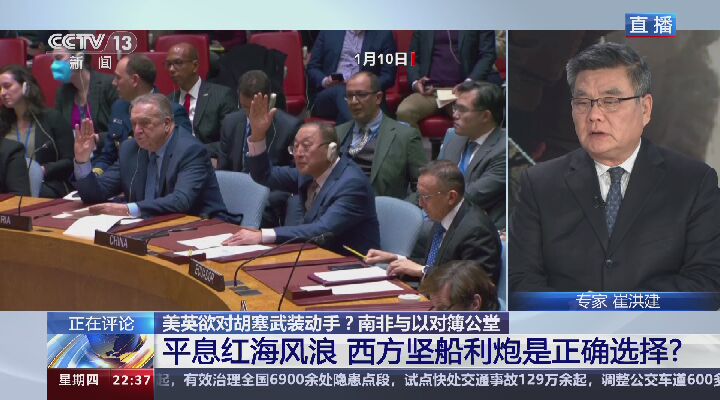 CCTV 13
新闻
直播
1月10日
RIA
CHINA
ECUADOR
专家 崔洪建
正在评论
美英欲对胡塞武装动手？南非与以对簿公堂
平息红海风浪 西方坚船利炮是正确选择?
星期四 22:37 起，有效治理全国6900余处隐患点段，试点快处交通事故129万余起，调整公交车道600多